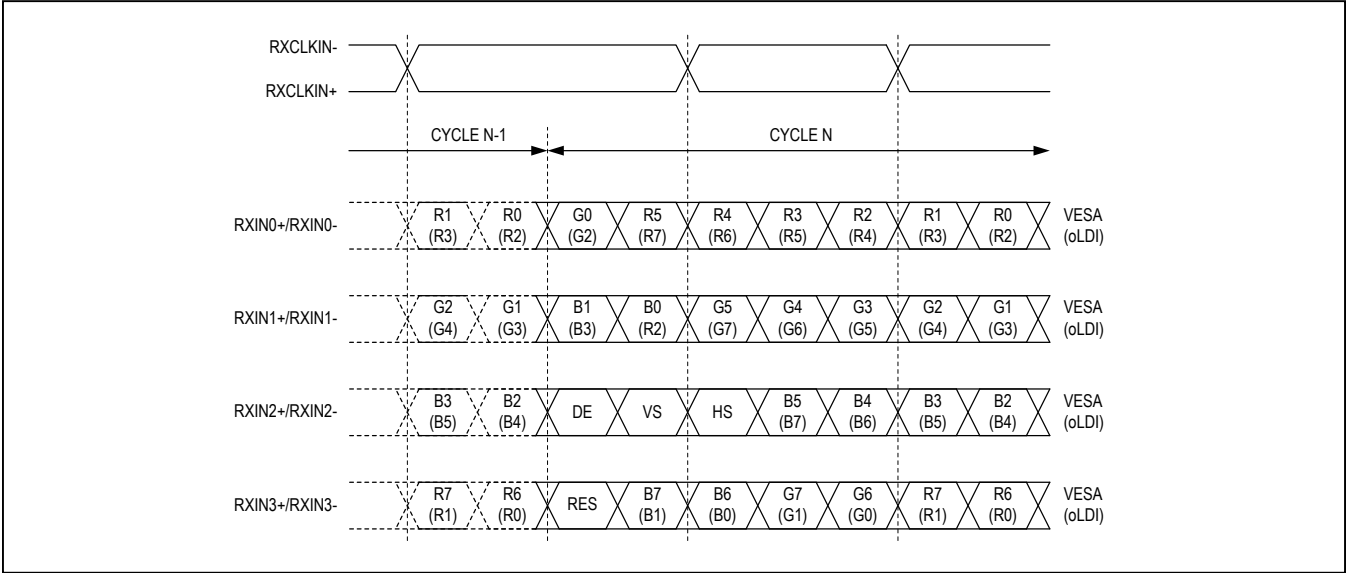 RXCLKIN-
RXCLKIN+
CYCLE N-1 CYCLE N
R1 R0 G0 R5 R4 R3 R2 R1 R0 VESA
RXIN0+/RXIN0-
(R3) (R2) (G2) (R7) (R6) (R5) (R4) (R3) (R2) (oLDI)
G2 G1 B1 B0 G5 G4 G3 G2 G1 VESA
RXIN1+/RXIN1-
(G4) (G3) (B3) (R2) (G7) (G6) (G5) (G4) (G3) (oLDI)
B3 B2 B5 B4 B3 B2 VESA
RXIN2+/RXIN2- DE VS HS
(B5) (B4) (B7) (B6) (B5) (B4) (oLDI)
R7 R6 B7 B6 G7 G6 R7 R6 VESA
RXIN3+/RXIN3- RES
(R1) (R0) (B1) (B0) (G1) (G0) (R1) (R0) (oLDI)